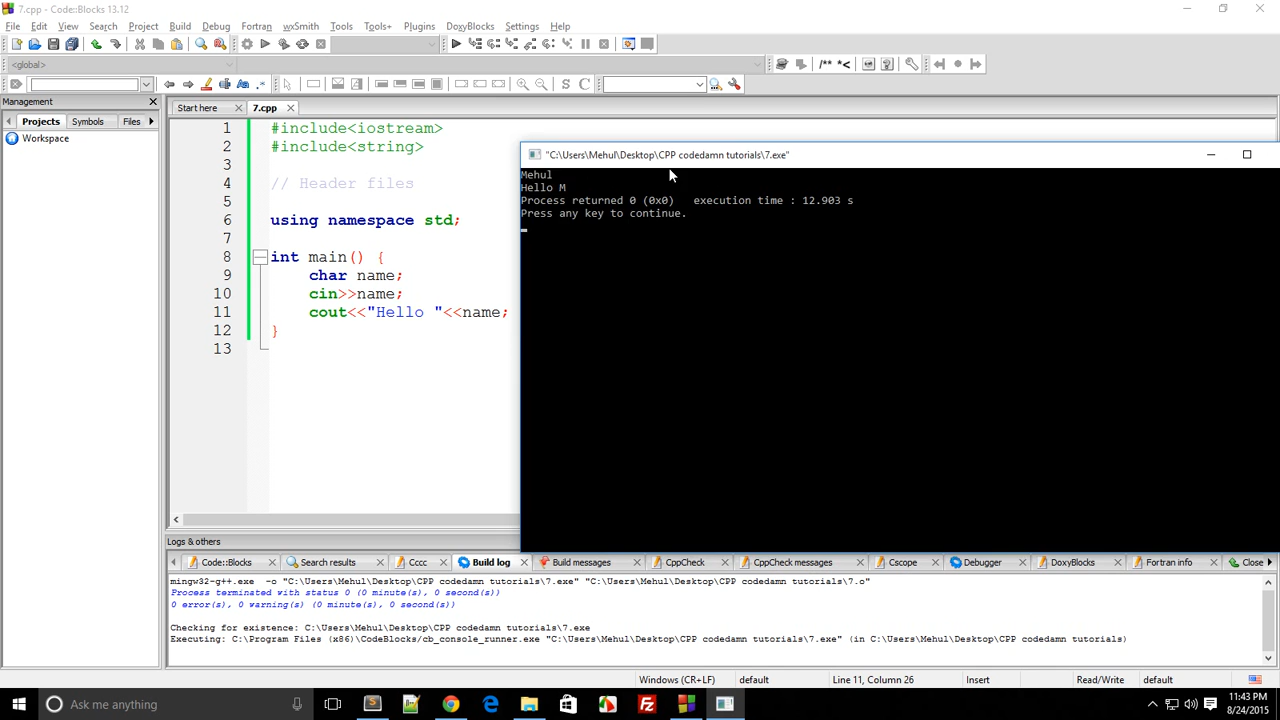 7.cpp - Code::Blocks 13.12
File Edit View Search Project Build Debug Fortran wxSmith Tools Tools+ Plugins DoxyBlocks Settings Help
<global>
/** *<
S C
Management
Projects Symbols Files
Workspace
Start here 7.cpp
1 #include<iostream>
2 #include<string>
3
4 // Header files
5
6 using namespace std;
7
8 int main() {
9 char name;
10 cin>>name;
11 cout<<"Hello "<<name;
12 }
13
"C:\Users\Mehul\Desktop\CPP codedamn tutorials\7.exe"
Mehul
Hello M
Process returned 0 (0x0)   execution time : 12.903 s
Press any key to continue.
Logs & others
Code::Blocks Search results Cccc Build log Build messages CppCheck CppCheck messages Cscope Debugger DoxyBlocks Fortran info Close
mingw32-g++.exe  -o "C:\Users\Mehul\Desktop\CPP codedamn tutorials\7.exe" "C:\Users\Mehul\Desktop\CPP codedamn tutorials\7.o"
Process terminated with status 0 (0 minute(s), 0 second(s))
0 error(s), 0 warning(s) (0 minute(s), 0 second(s))
Checking for existence: C:\Users\Mehul\Desktop\CPP codedamn tutorials\7.exe
Executing: C:\Program Files (x86)\CodeBlocks/cb_console_runner.exe "C:\Users\Mehul\Desktop\CPP codedamn tutorials\7.exe" (in C:\Users\Mehul\Desktop\CPP codedamn tutorials)
Windows (CR+LF) default Line 11, Column 26 Insert Read/Write default
Ask me anything
11:43 PM
8/24/2015